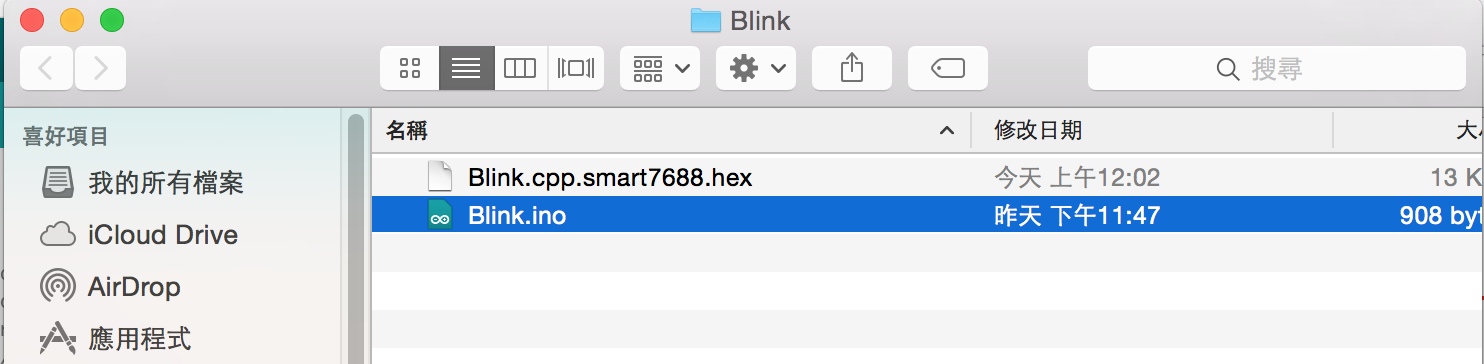 Blink
搜尋
喜好項目
我的所有檔案
iCloud Drive
AirDrop
應用程式
名稱 修改日期 大
Blink.cpp.smart7688.hex 今天 上午12:02 13 K
Blink.ino 昨天 下午11:47 908 byt